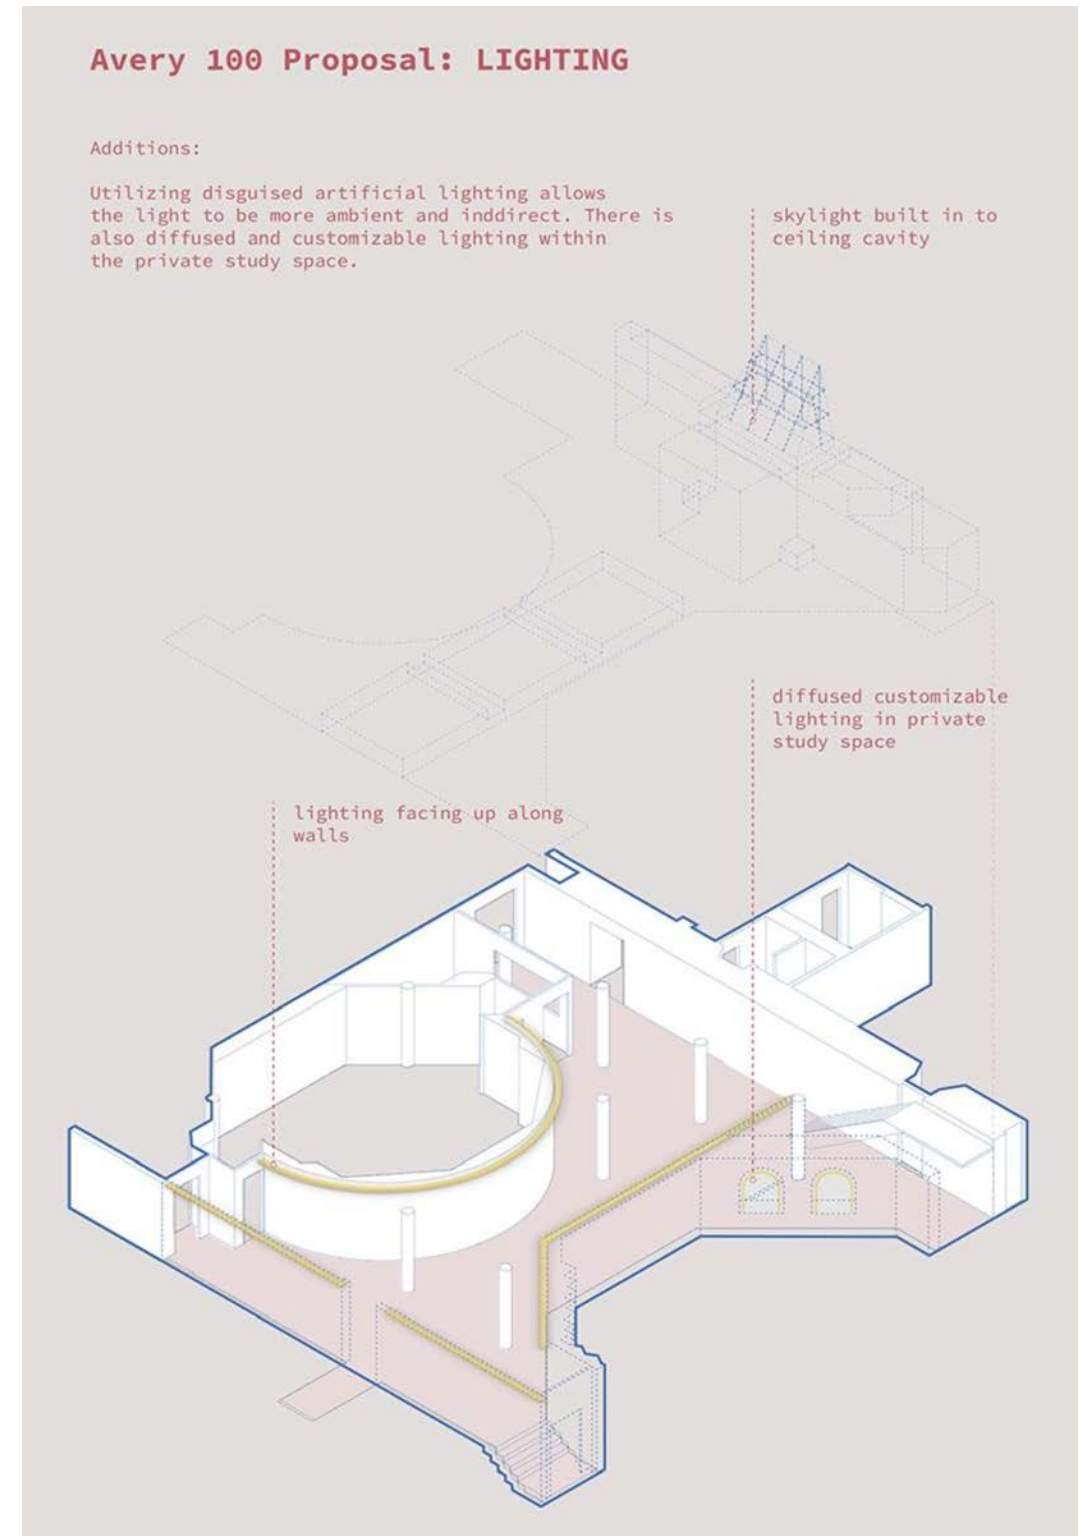 Avery 100 Proposal: LIGHTING
Additions:
Utilizing disguised artificial lighting allows
the light to be more ambient and inddirect. There is
also diffused and customizable lighting within
the private study space.
skylight built in to
ceiling cavity
diffused customizable
lighting in private
study space
lighting facing up along
walls